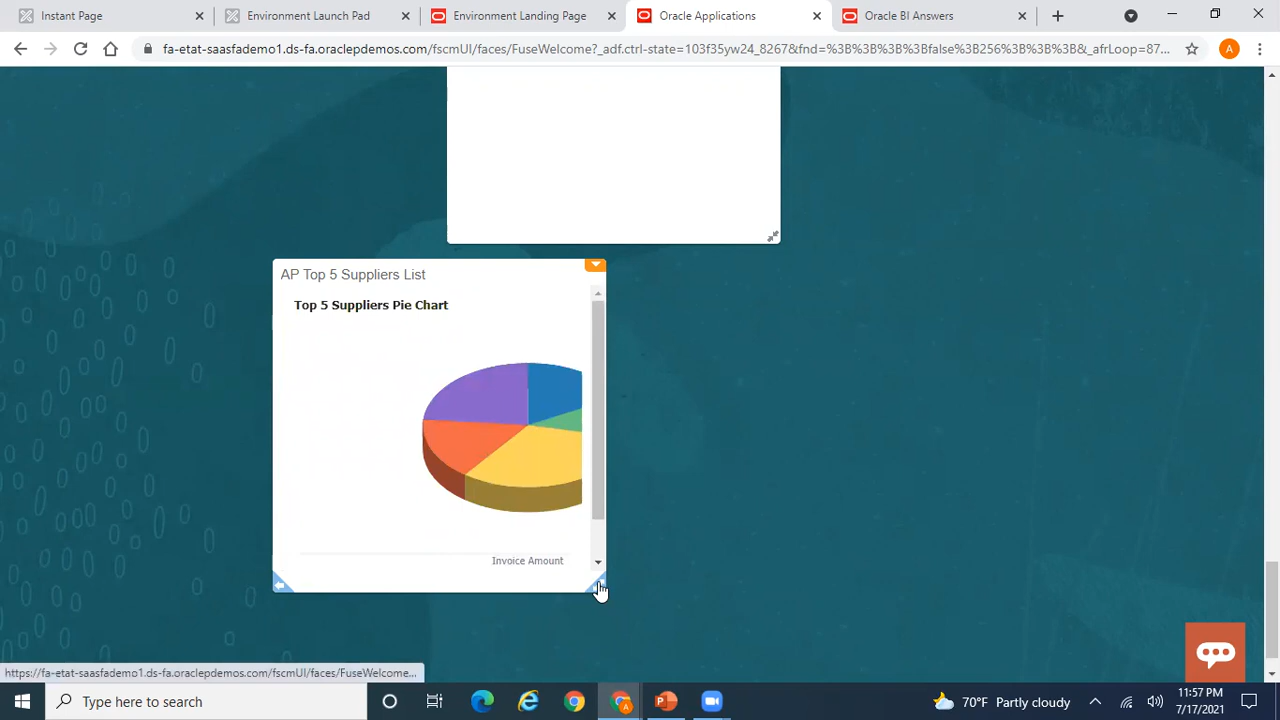 Instant Page
Environment Launch Pad
Environment Landing Page
Oracle Applications
Oracle BI Answers
fa-etat-saasfademo1.ds-fa.oraclepdemos.com/fscmUI/faces/FuseWelcome?_adf.ctrl-state=103f35yw24_8267&fnd=%3B%3B%3B%3Bfalse%3B256%3B%3B%3B&_afrLoop=87...
A
AP Top 5 Suppliers List
Top 5 Suppliers Pie Chart
Invoice Amount
https://fa-etat-saasfademo1.ds-fa.oraclepdemos.com/fscmUI/faces/FuseWelcome...
Type here to search
70°F Partly cloudy
11:57 PM
7/17/2021